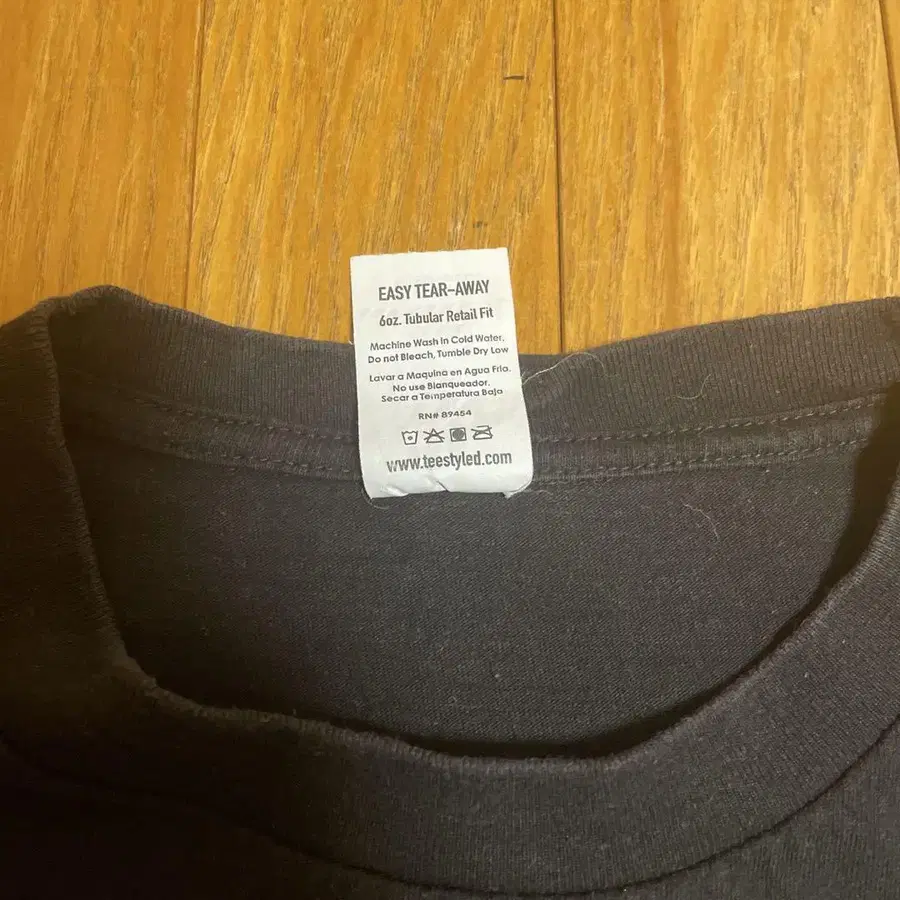 EASY TEAR-AWAY
6oz. Tubular Retail Fit
Machine Wash in Cold Water,
Do not Bleach, Tumble Dry Low
Lavar a Maquina en Agua Fria.
No use Blanqueador.
Secar a Temperatura Baja
RN# 89454
www.teestyled.com